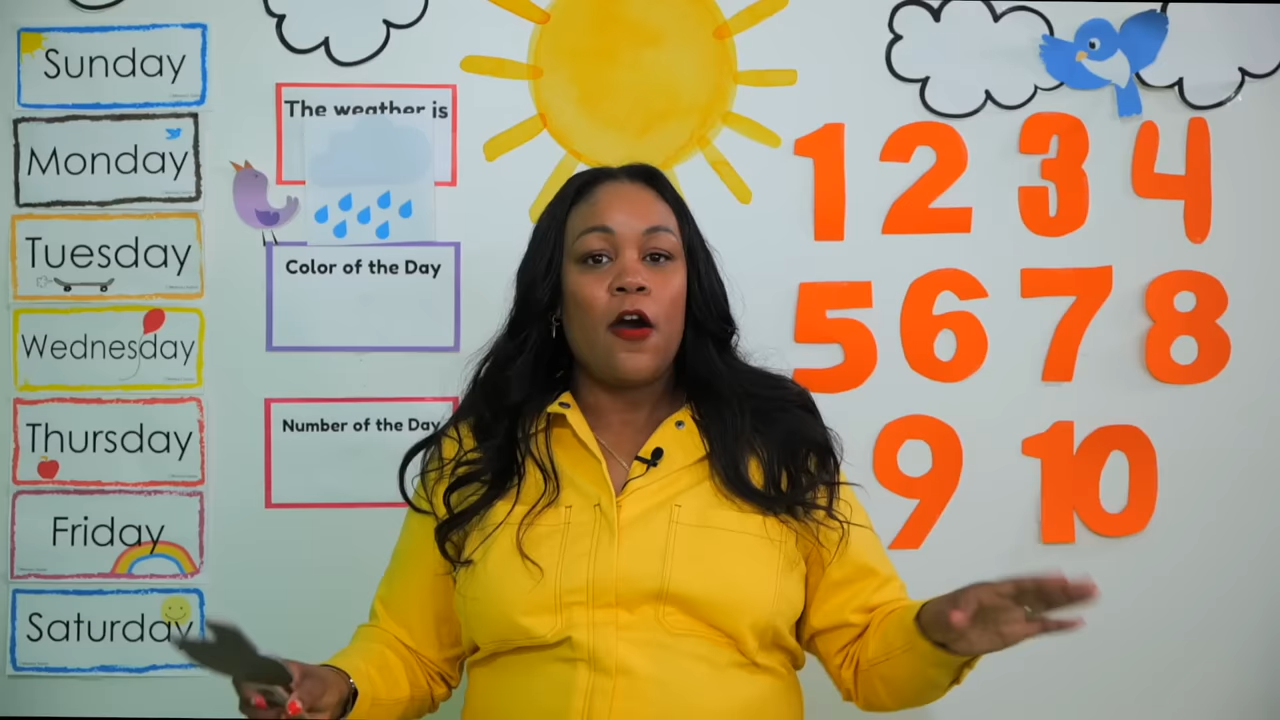 Sunday
Monday
Tuesday
Wednesday
Thursday
Friday
Saturday
The weather is
Color of the Day
Number of the Day
1 2 3 4
5 6 7 8
9 10